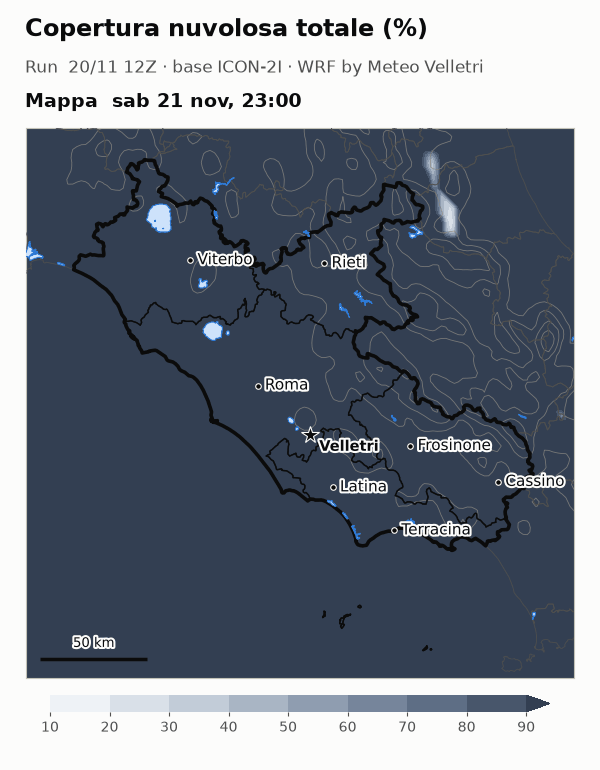 Copertura nuvolosa totale (%)
Run 20/11 12Z · base ICON-2I · WRF by Meteo Velletri
Mappa sab 21 nov, 23:00
Viterbo
Rieti
Roma
Velletri
Frosinone
Cassino
Latina
Terracina
50 km
10 20 30 40 50 60 70 80 90